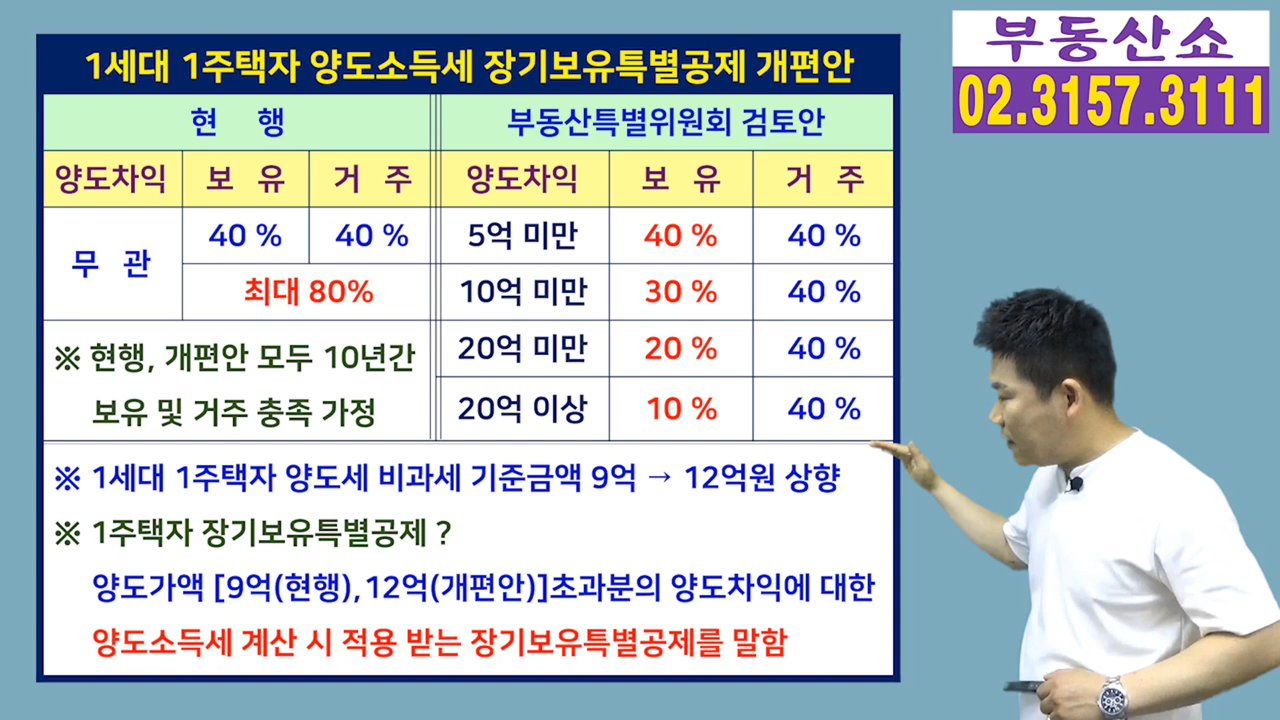 1세대 1주택자 양도소득세 장기보유특별공제 개편안
부동산쇼
02.3157.3111
현 행 부동산특별위원회 검토안
양도차익 보 유 거 주 양도차익 보 유 거 주
무 관 40 % 40 % 5억 미만 40 % 40 %
최대 80% 10억 미만 30 % 40 %
20억 미만 20 % 40 %
20억 이상 10 % 40 %
※ 현행, 개편안 모두 10년간
보유 및 거주 충족 가정
※ 1세대 1주택자 양도세 비과세 기준금액 9억 → 12억원 상향
※ 1주택자 장기보유특별공제 ?
양도가액 [9억(현행),12억(개편안)]초과분의 양도차익에 대한
양도소득세 계산 시 적용 받는 장기보유특별공제를 말함